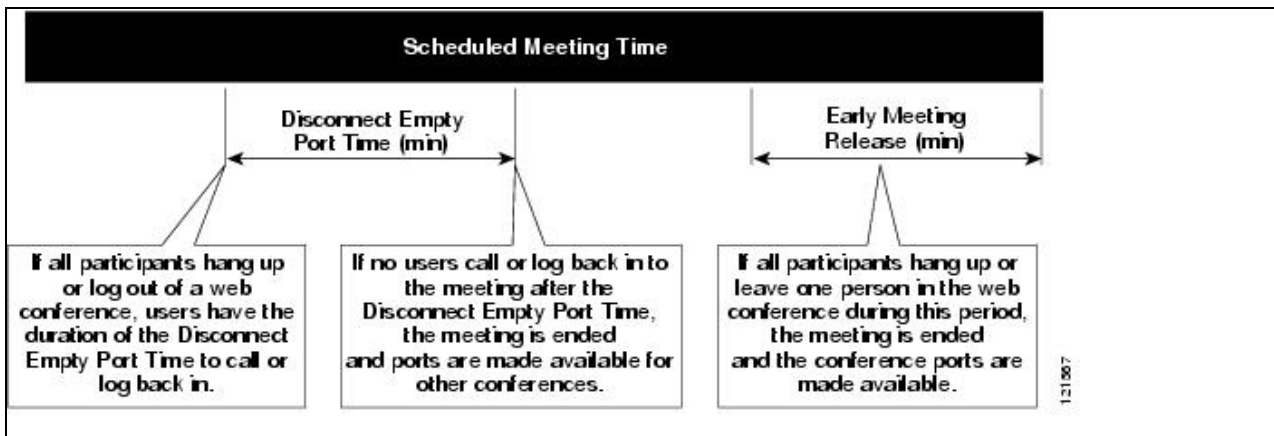 Scheduled Meeting Time
Disconnect Empty
Port Time (min)
Early Meeting
Release (min)
If all participants hang up
or log out of a web
conference, users have the
duration of the Disconnect
Empty Port Time to call or
log back in.
If no users call or log back in to
the meeting after the
Disconnect Empty Port Time,
the meeting is ended
and ports are made available for
other conferences.
If all participants hang up or
leave one person in the web
conference during this period,
the meeting is ended
and the conference ports are
made available.
121567